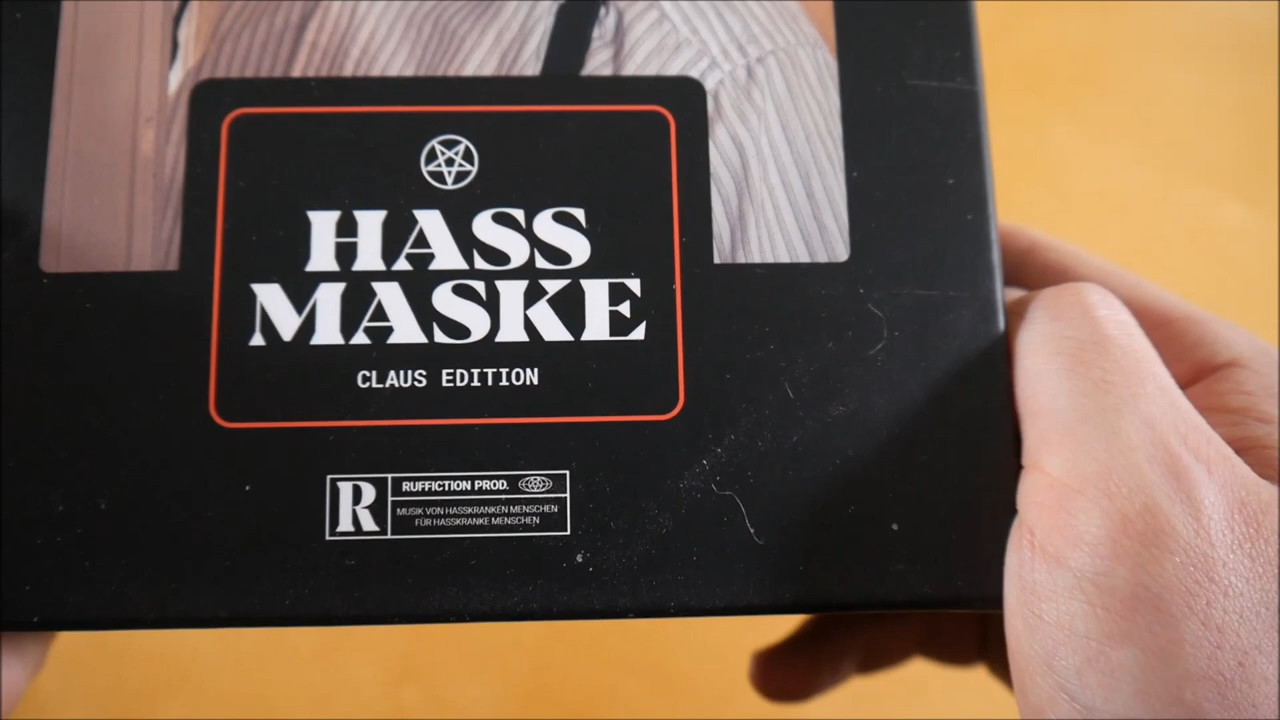 HASS
MASKE
CLAUS EDITION
R
RUFFICTION PROD.
MUSIK VON HASSKRANKEN MENSCHEN
FÜR HASSKRANKE MENSCHEN